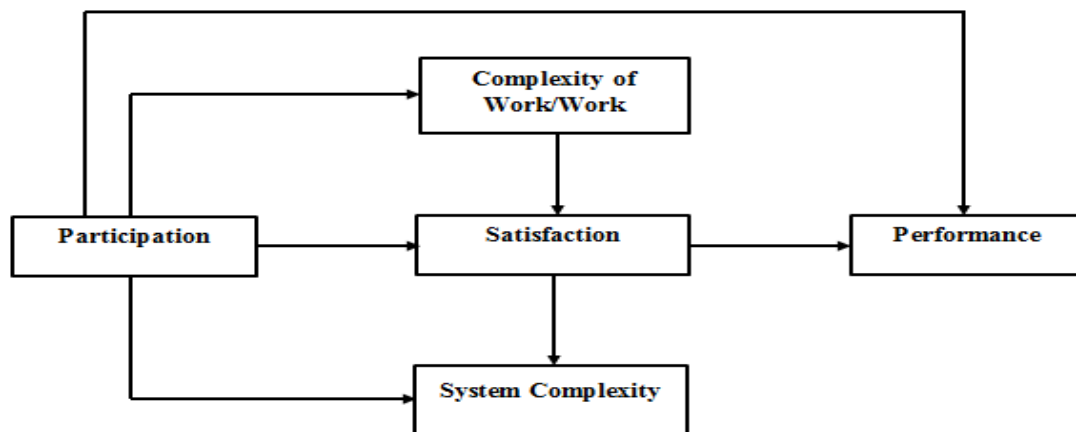 Complexity of
Work/Work
Participation
Satisfaction
Performance
System Complexity